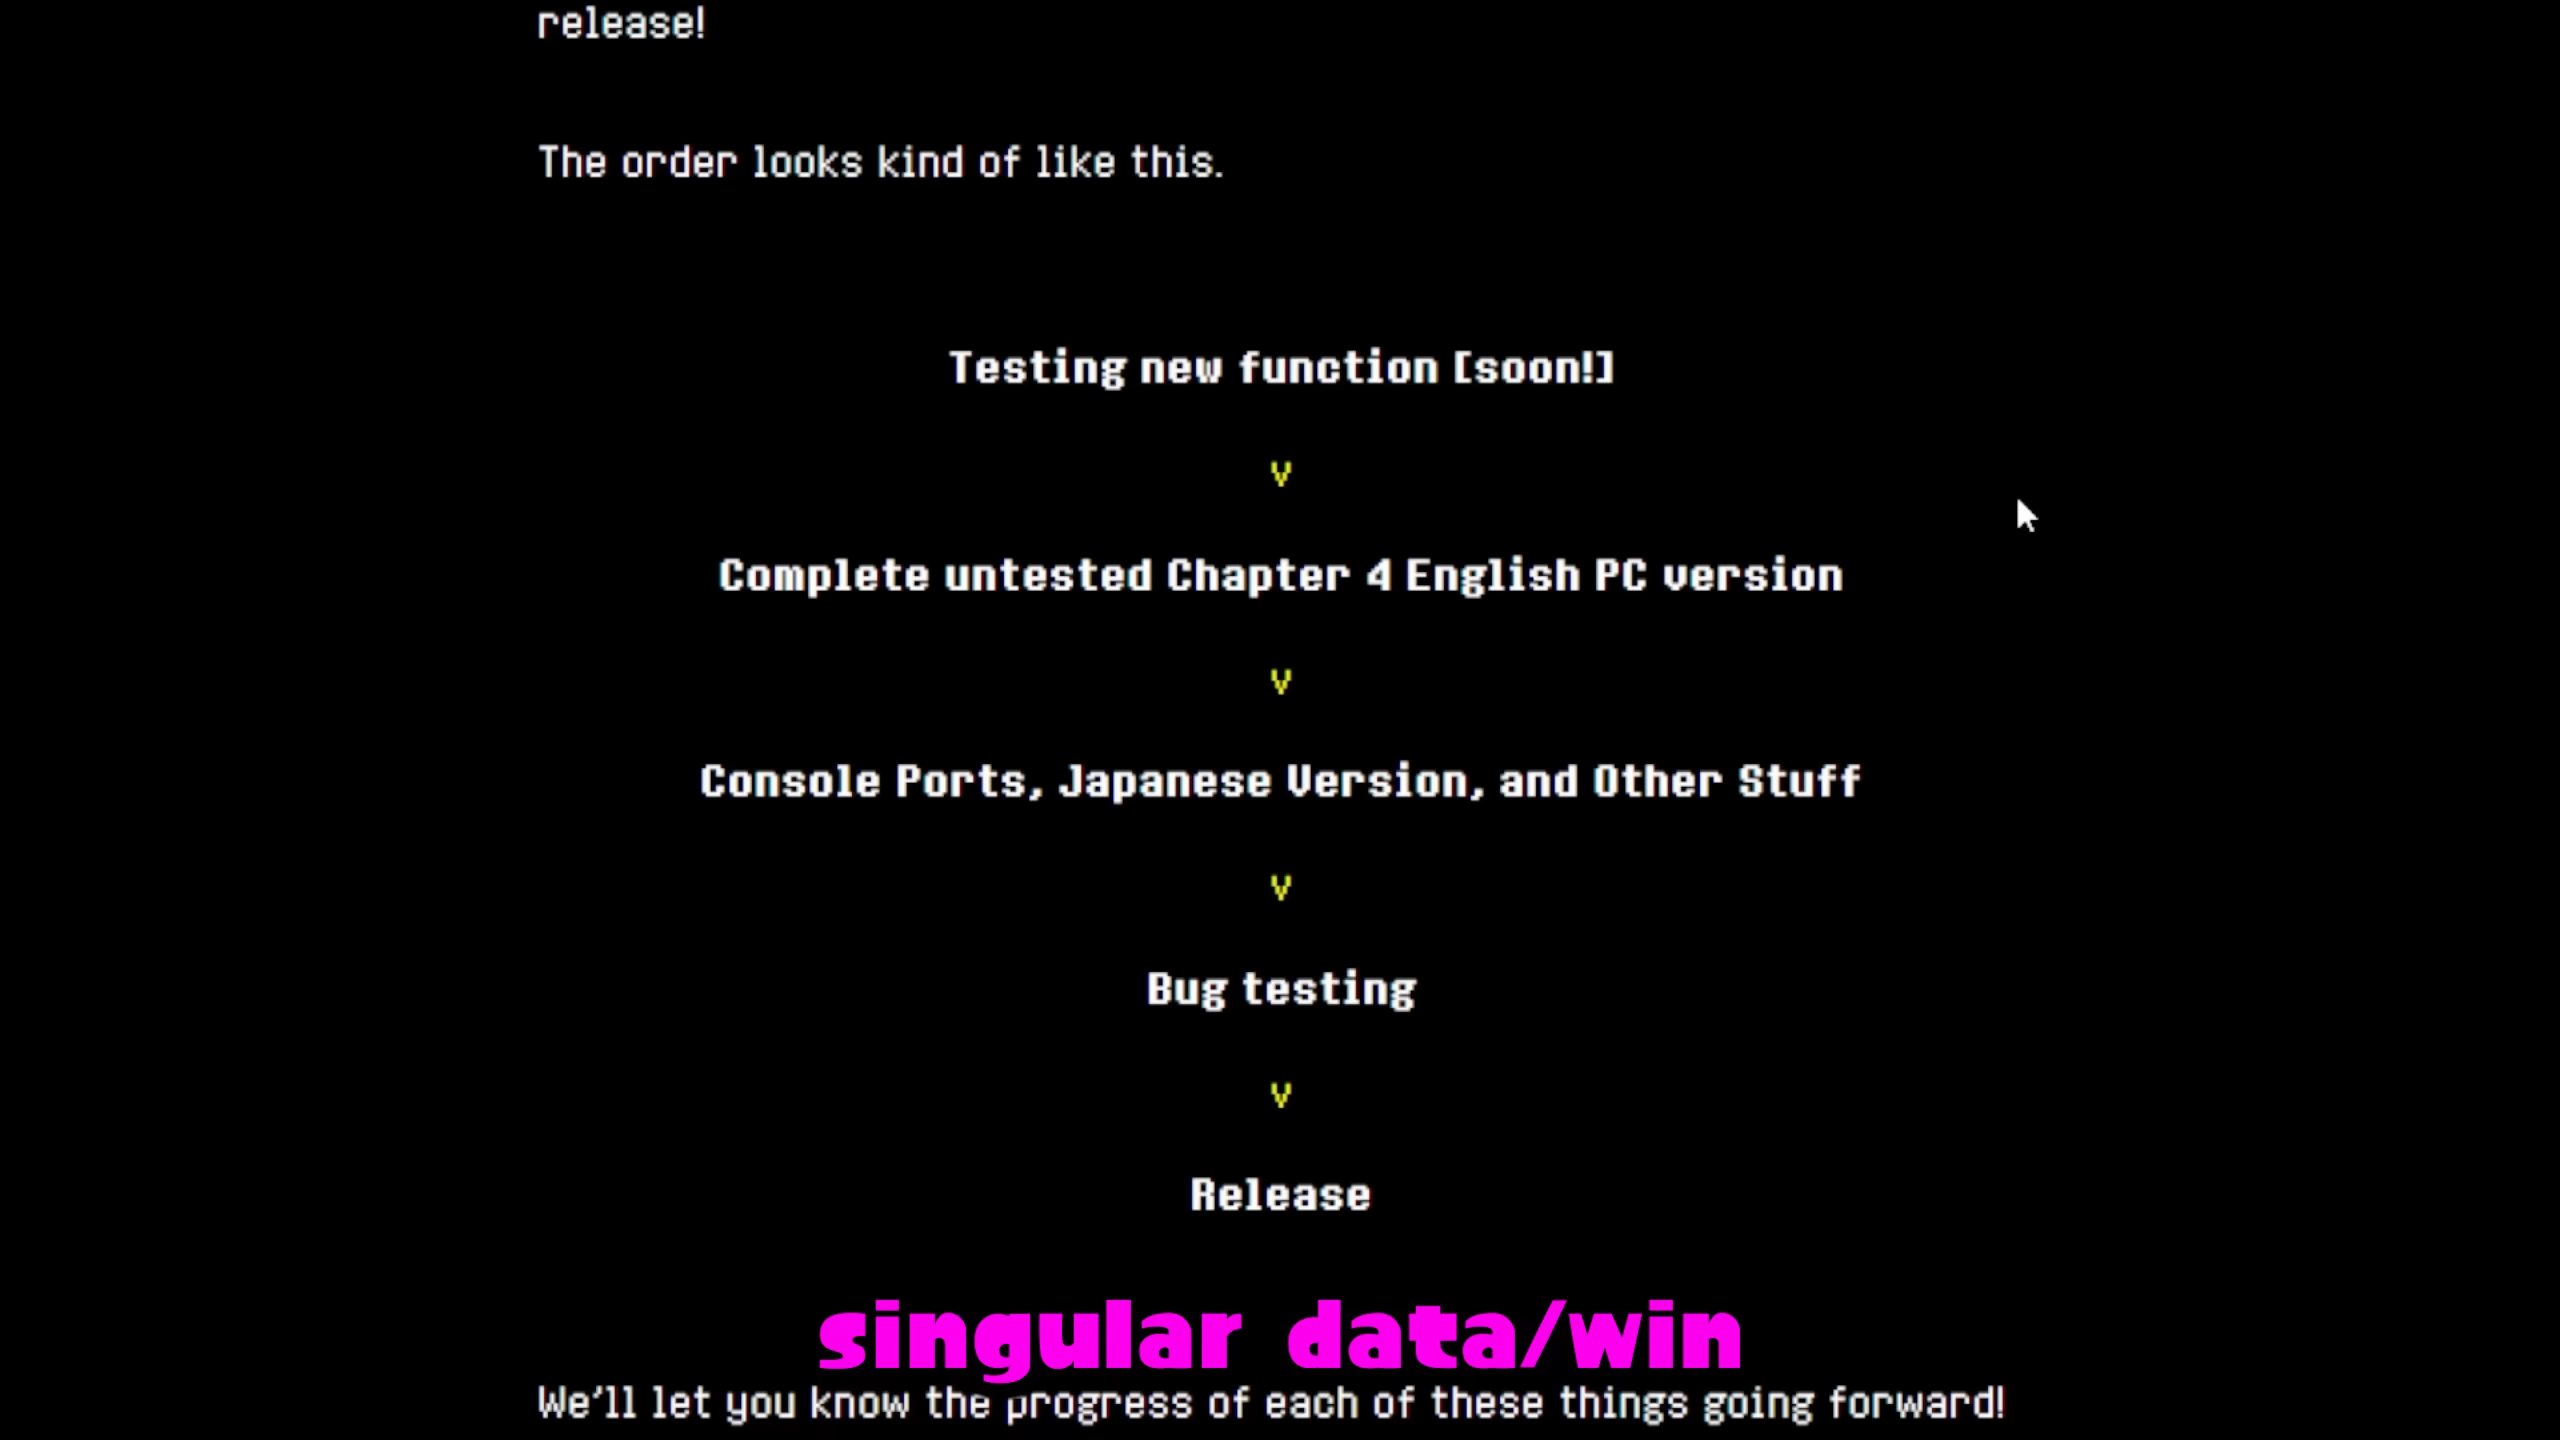 release!
The order looks kind of like this.
Testing new function [soon!]
v
Complete untested Chapter 4 English PC version
v
Console Ports, Japanese Version, and Other Stuff
v
Bug testing
v
Release
singular data/win
We'll let you know the progress of each of these things going forward!